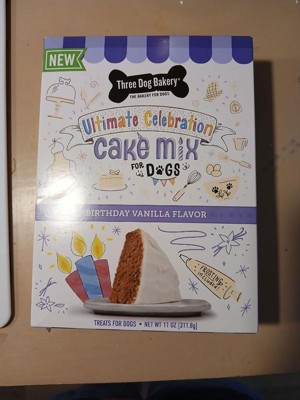 NEW
Three Dog Bakery
THE BAKERY FOR DOGS
Ultimate Celebration
cake mix
FOR DOGS
BIRTHDAY VANILLA FLAVOR
FROSTING
INCLUDED!
TREATS FOR DOGS • NET WT 11 OZ (311.8g)